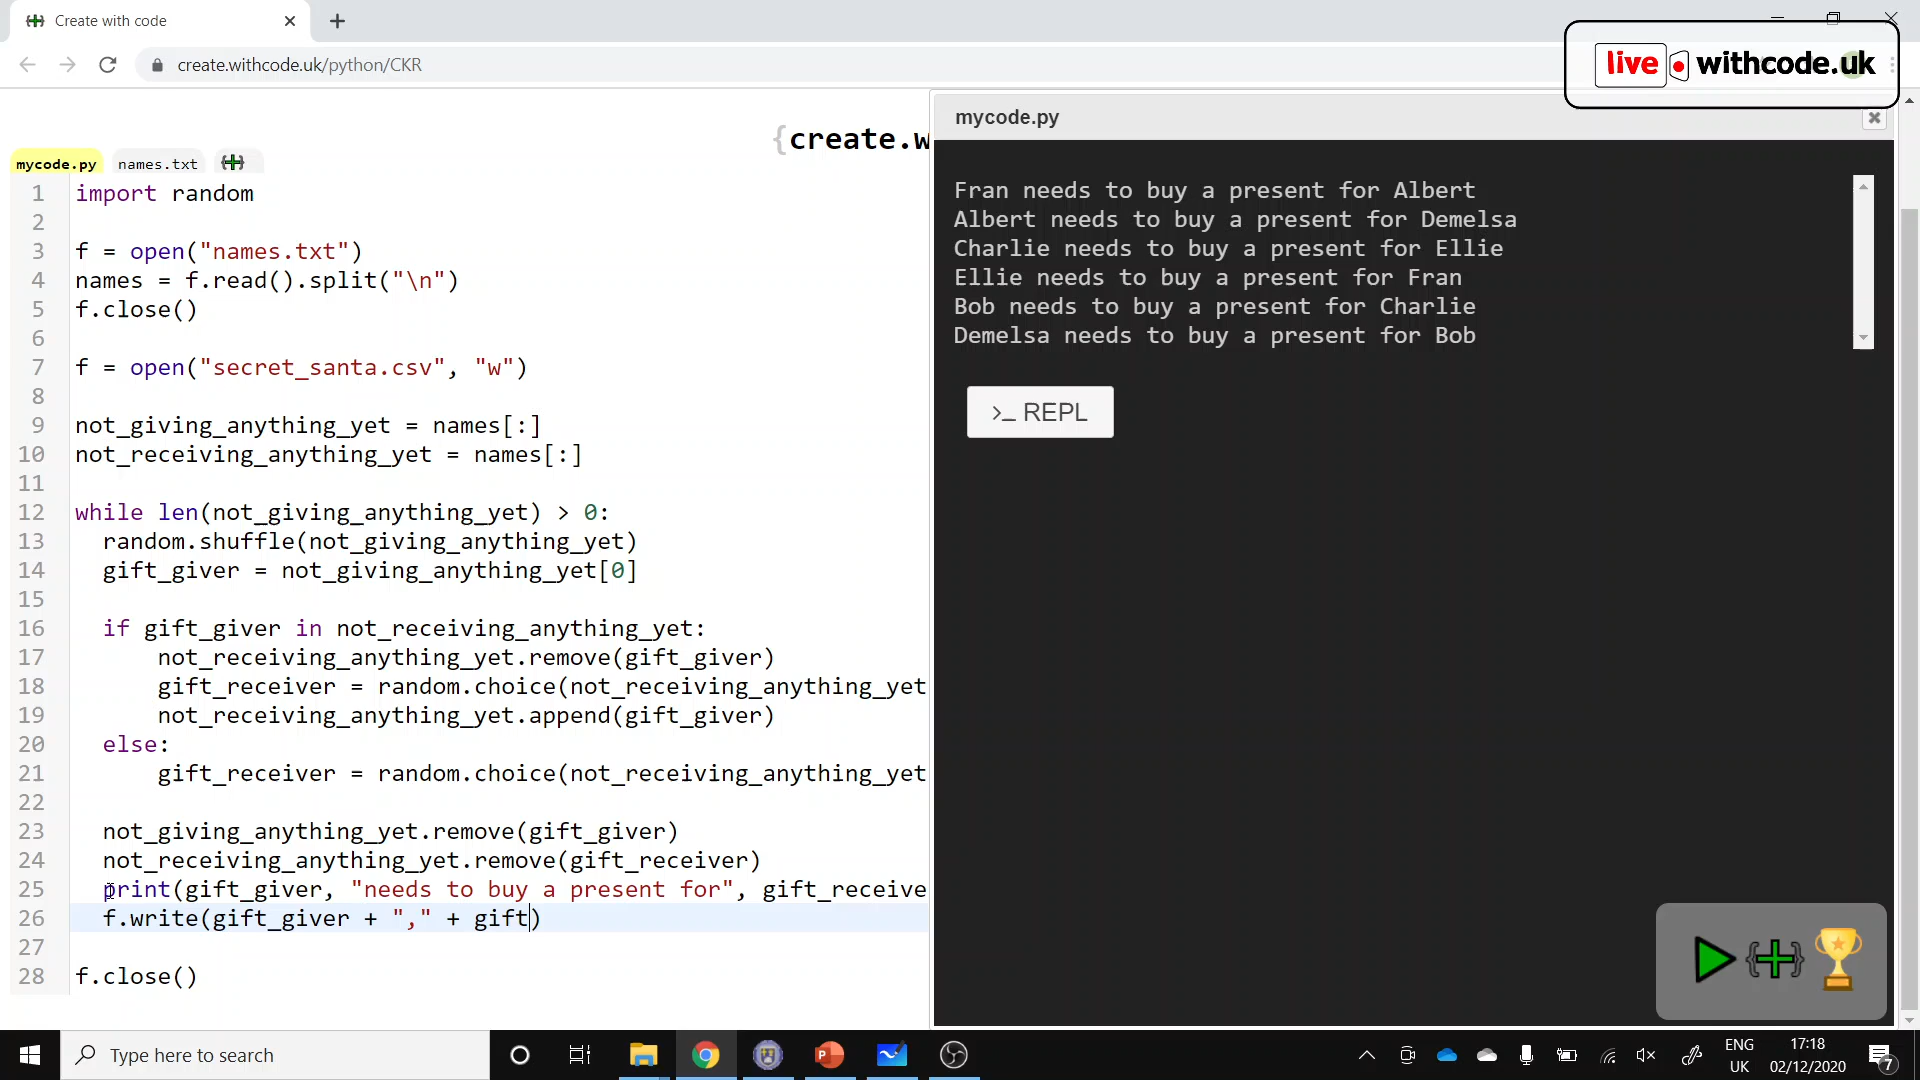 Create with code
create.withcode.uk/python/CKR
live withcode.uk
{create.w
mycode.py names.txt
1 import random
2
3 f = open("names.txt")
4 names = f.read().split("\n")
5 f.close()
6
7 f = open("secret_santa.csv", "w")
8
9 not_giving_anything_yet = names[:]
10 not_receiving_anything_yet = names[:]
11
12 while len(not_giving_anything_yet) > 0:
13 random.shuffle(not_giving_anything_yet)
14 gift_giver = not_giving_anything_yet[0]
15
16 if gift_giver in not_receiving_anything_yet:
17 not_receiving_anything_yet.remove(gift_giver)
18 gift_receiver = random.choice(not_receiving_anything_yet
19 not_receiving_anything_yet.append(gift_giver)
20 else:
21 gift_receiver = random.choice(not_receiving_anything_yet
22
23 not_giving_anything_yet.remove(gift_giver)
24 not_receiving_anything_yet.remove(gift_receiver)
25 print(gift_giver, "needs to buy a present for", gift_receive
26 f.write(gift_giver + "," + gift)
27
28 f.close()
mycode.py
Fran needs to buy a present for Albert
Albert needs to buy a present for Demelsa
Charlie needs to buy a present for Ellie
Ellie needs to buy a present for Fran
Bob needs to buy a present for Charlie
Demelsa needs to buy a present for Bob
>_ REPL
Type here to search
ENG
UK
17:18
02/12/2020
7